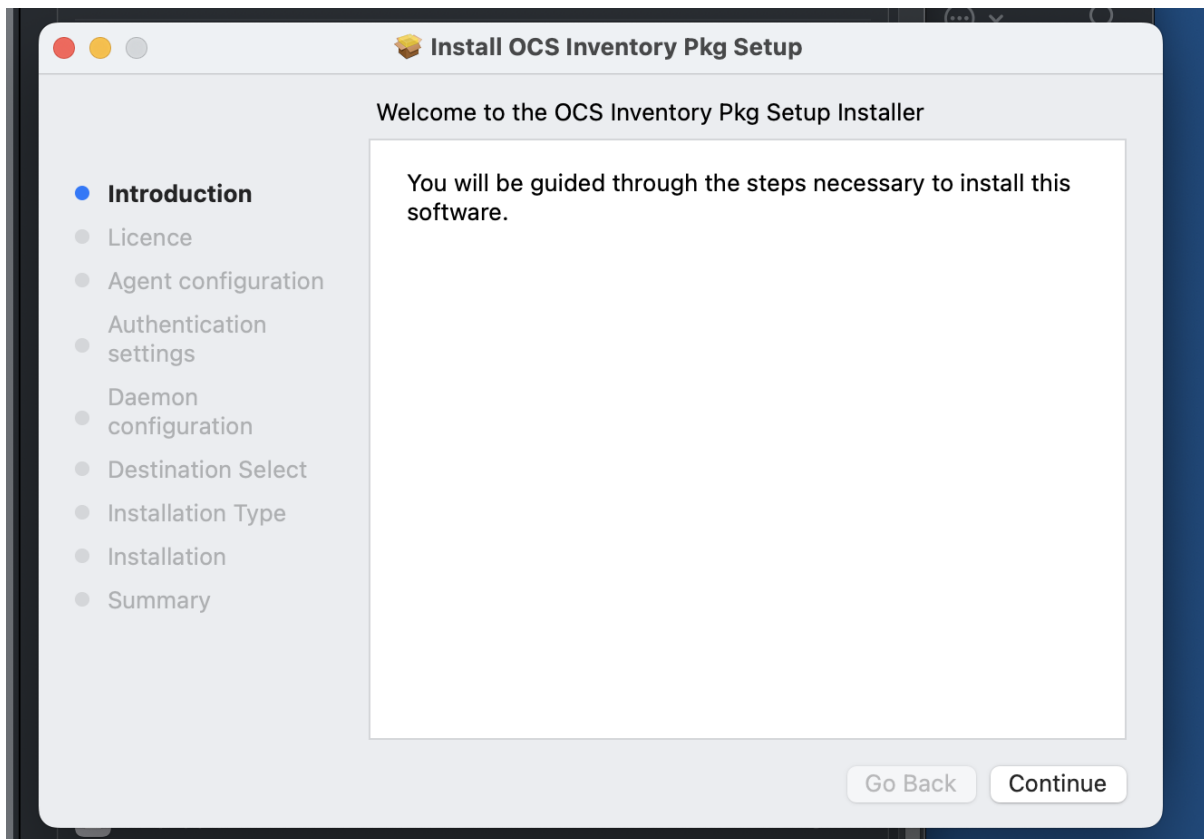 Install OCS Inventory Pkg Setup
Welcome to the OCS Inventory Pkg Setup Installer
Introduction
Licence
Agent configuration
Authentication
settings
Daemon
configuration
Destination Select
Installation Type
Installation
Summary
You will be guided through the steps necessary to install this
software.
Go Back
Continue